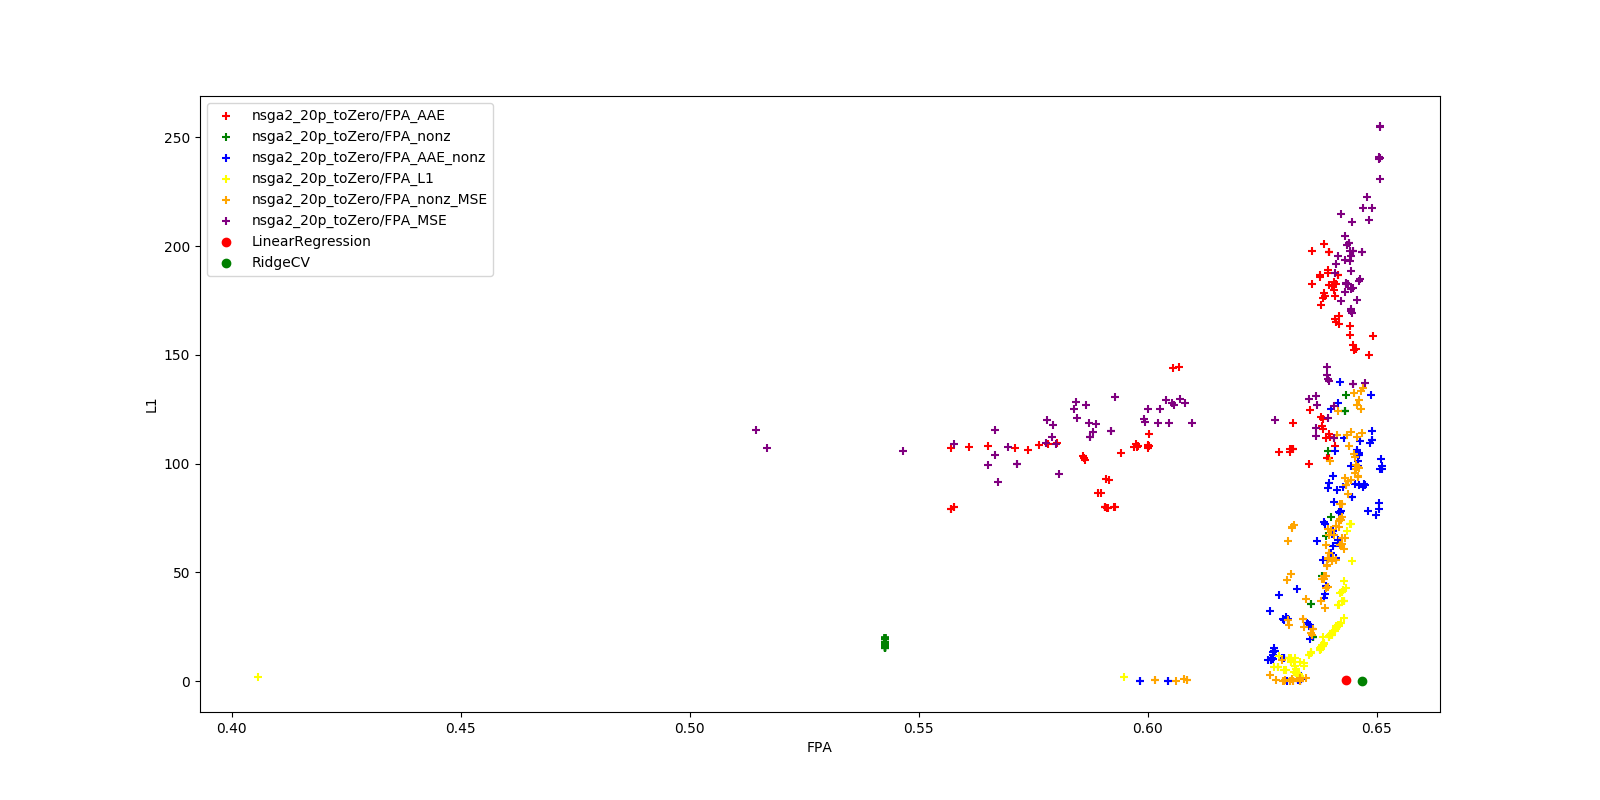 nsga2_20p_toZero/FPA_AAE
nsga2_20p_toZero/FPA_nonz
nsga2_20p_toZero/FPA_AAE_nonz
nsga2_20p_toZero/FPA_L1
nsga2_20p_toZero/FPA_nonz_MSE
nsga2_20p_toZero/FPA_MSE
LinearRegression
RidgeCV
250
200
150
100
50
0
L1
0.40 0.45 0.50 0.55 0.60 0.65
FPA